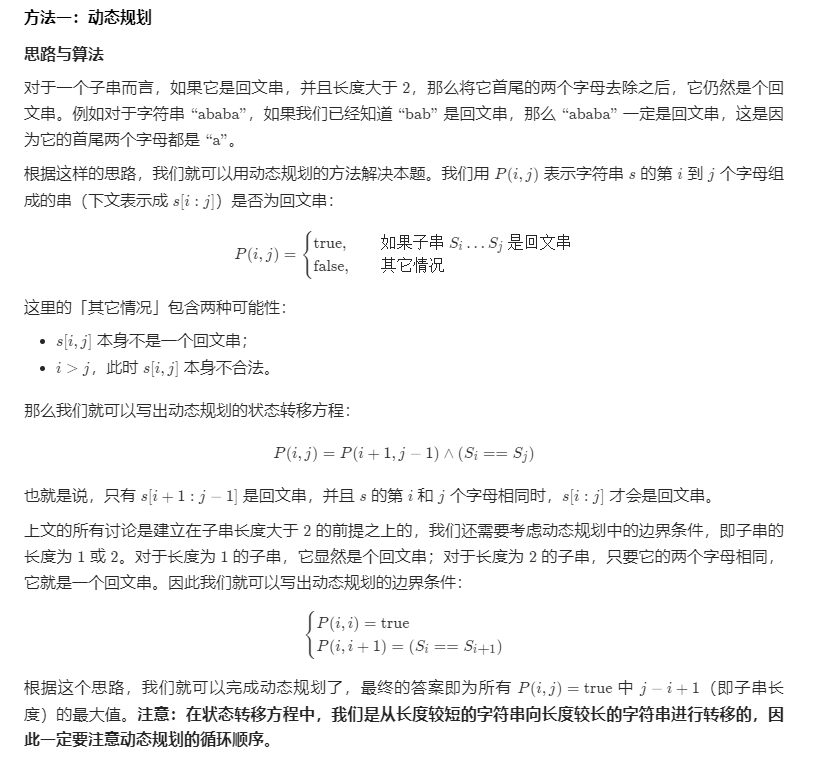 方法一：动态规划
思路与算法
对于一个子串而言，如果它是回文串，并且长度大于 2，那么将它首尾的两个字母去除之后，它仍然是个回
文串。例如对于字符串 “ababa”，如果我们已经知道 “bab” 是回文串，那么 “ababa” 一定是回文串，这是因
为它的首尾两个字母都是 “a”。
根据这样的思路，我们就可以用动态规划的方法解决本题。我们用 P(i, j) 表示字符串 s 的第 i 到 j 个字母组
成的串（下文表示成 s[i : j]）是否为回文串：
P(i, j) = { true, 如果子串 Sᵢ … Sⱼ 是回文串
false, 其它情况
这里的「其它情况」包含两种可能性：
• s[i, j] 本身不是一个回文串；
• i > j，此时 s[i, j] 本身不合法。
那么我们就可以写出动态规划的状态转移方程：
P(i, j) = P(i + 1, j − 1) ∧ (Sᵢ == Sⱼ)
也就是说，只有 s[i + 1 : j − 1] 是回文串，并且 s 的第 i 和 j 个字母相同时，s[i : j] 才会是回文串。
上文的所有讨论是建立在子串长度大于 2 的前提之上的，我们还需要考虑动态规划中的边界条件，即子串的
长度为 1 或 2。对于长度为 1 的子串，它显然是个回文串；对于长度为 2 的子串，只要它的两个字母相同，
它就是一个回文串。因此我们就可以写出动态规划的边界条件：
{ P(i, i) = true
P(i, i + 1) = (Sᵢ == Sᵢ₊₁)
根据这个思路，我们就可以完成动态规划了，最终的答案即为所有 P(i, j) = true 中 j − i + 1（即子串长
度）的最大值。注意：在状态转移方程中，我们是从长度较短的字符串向长度较长的字符串进行转移的，因
此一定要注意动态规划的循环顺序。